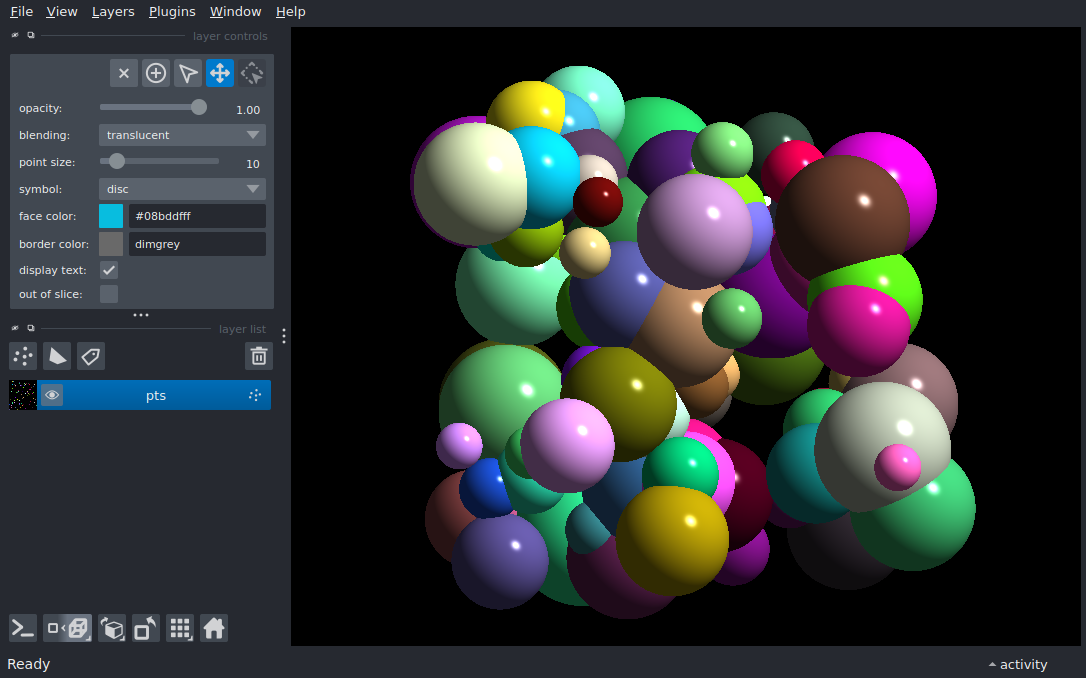 File View Layers Plugins Window Help
layer controls
opacity: 1.00
blending: translucent
point size: 10
symbol: disc
face color: #08bddfff
border color: dimgrey
display text:
out of slice:
layer list
pts
Ready
activity